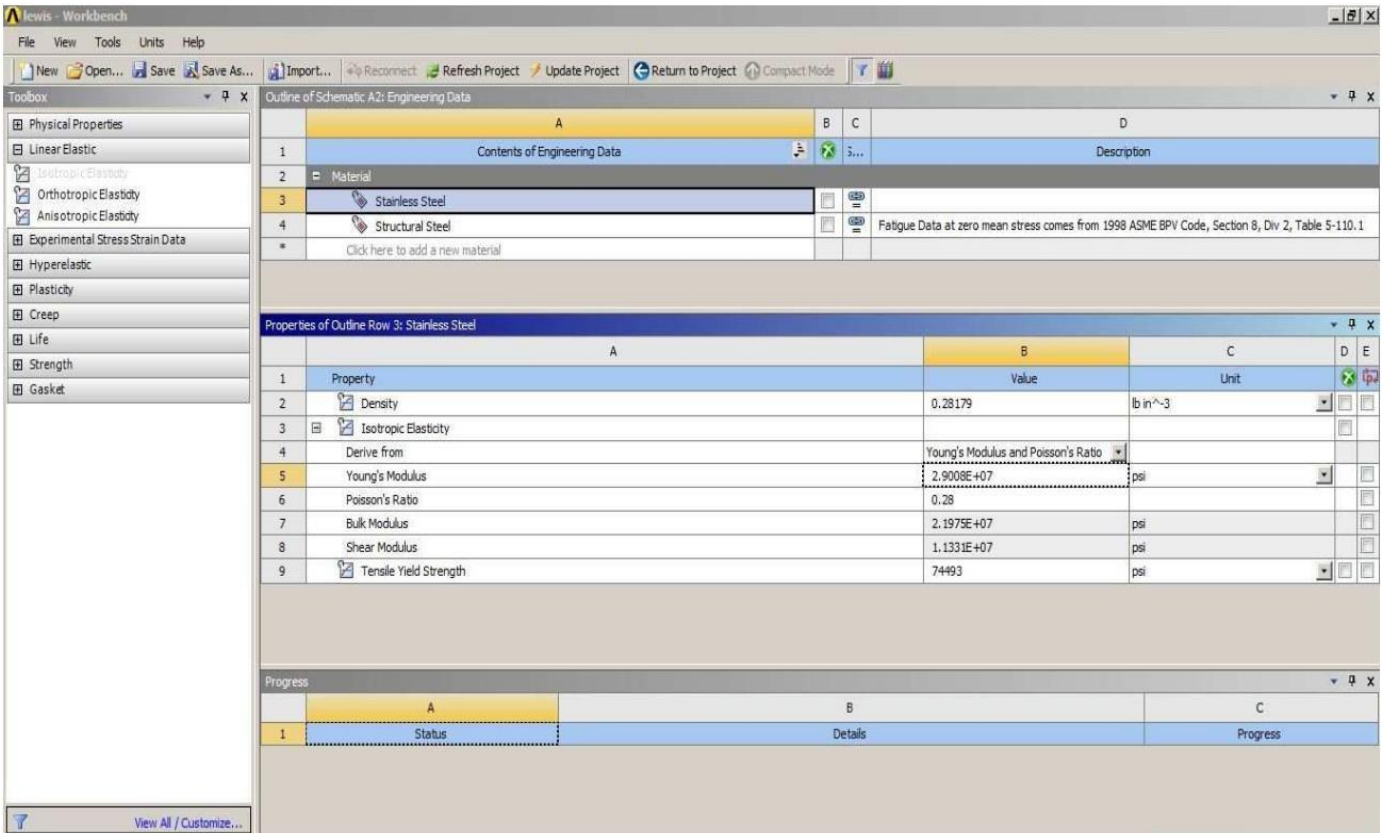 lewis - Workbench
File View Tools Units Help
New Open... Save Save As... Import... Reconnect Refresh Project Update Project Return to Project Compact Mode
Toolbox
Physical Properties
Linear Elastic
Isotropic Elasticity
Orthotropic Elasticity
Anisotropic Elasticity
Experimental Stress Strain Data
Hyperelastic
Plasticity
Creep
Life
Strength
Gasket
View All / Customize...
Outline of Schematic A2: Engineering Data
A B C D
1 Contents of Engineering Data S... Description
2 Material
3 Stainless Steel
4 Structural Steel Fatigue Data at zero mean stress comes from 1998 ASME BPV Code, Section 8, Div 2, Table 5-110.1
* Click here to add a new material
Properties of Outline Row 3: Stainless Steel
A B C D E
1 Property Value Unit
2 Density 0.28179 lb in^-3
3 Isotropic Elasticity
4 Derive from Young's Modulus and Poisson's Ratio
5 Young's Modulus 2.9008E+07 psi
6 Poisson's Ratio 0.28
7 Bulk Modulus 2.1975E+07 psi
8 Shear Modulus 1.1331E+07 psi
9 Tensile Yield Strength 74493 psi
Progress
A B C
1 Status Details Progress